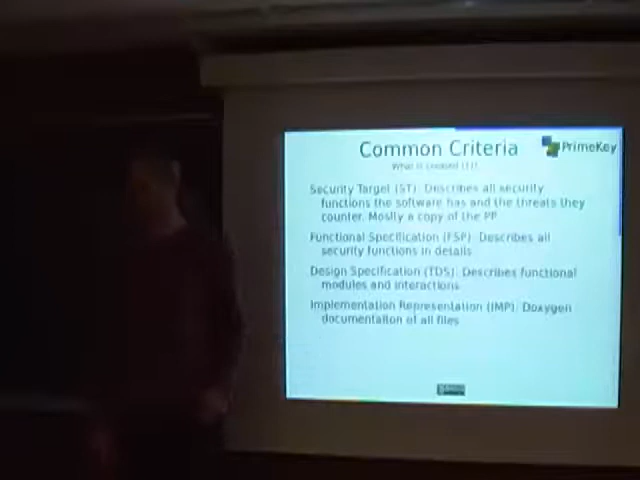 Common Criteria
PrimeKey
Security Target (ST): Describes all security
functions the software has and the threats they
counter. Mostly a copy of the PP
Functional Specification (FSP): Describes all
security functions in details
Design Specification (TDS): Describes functional
modules and interactions
Implementation Representation (IMP): Doxygen
documentaiton of all files